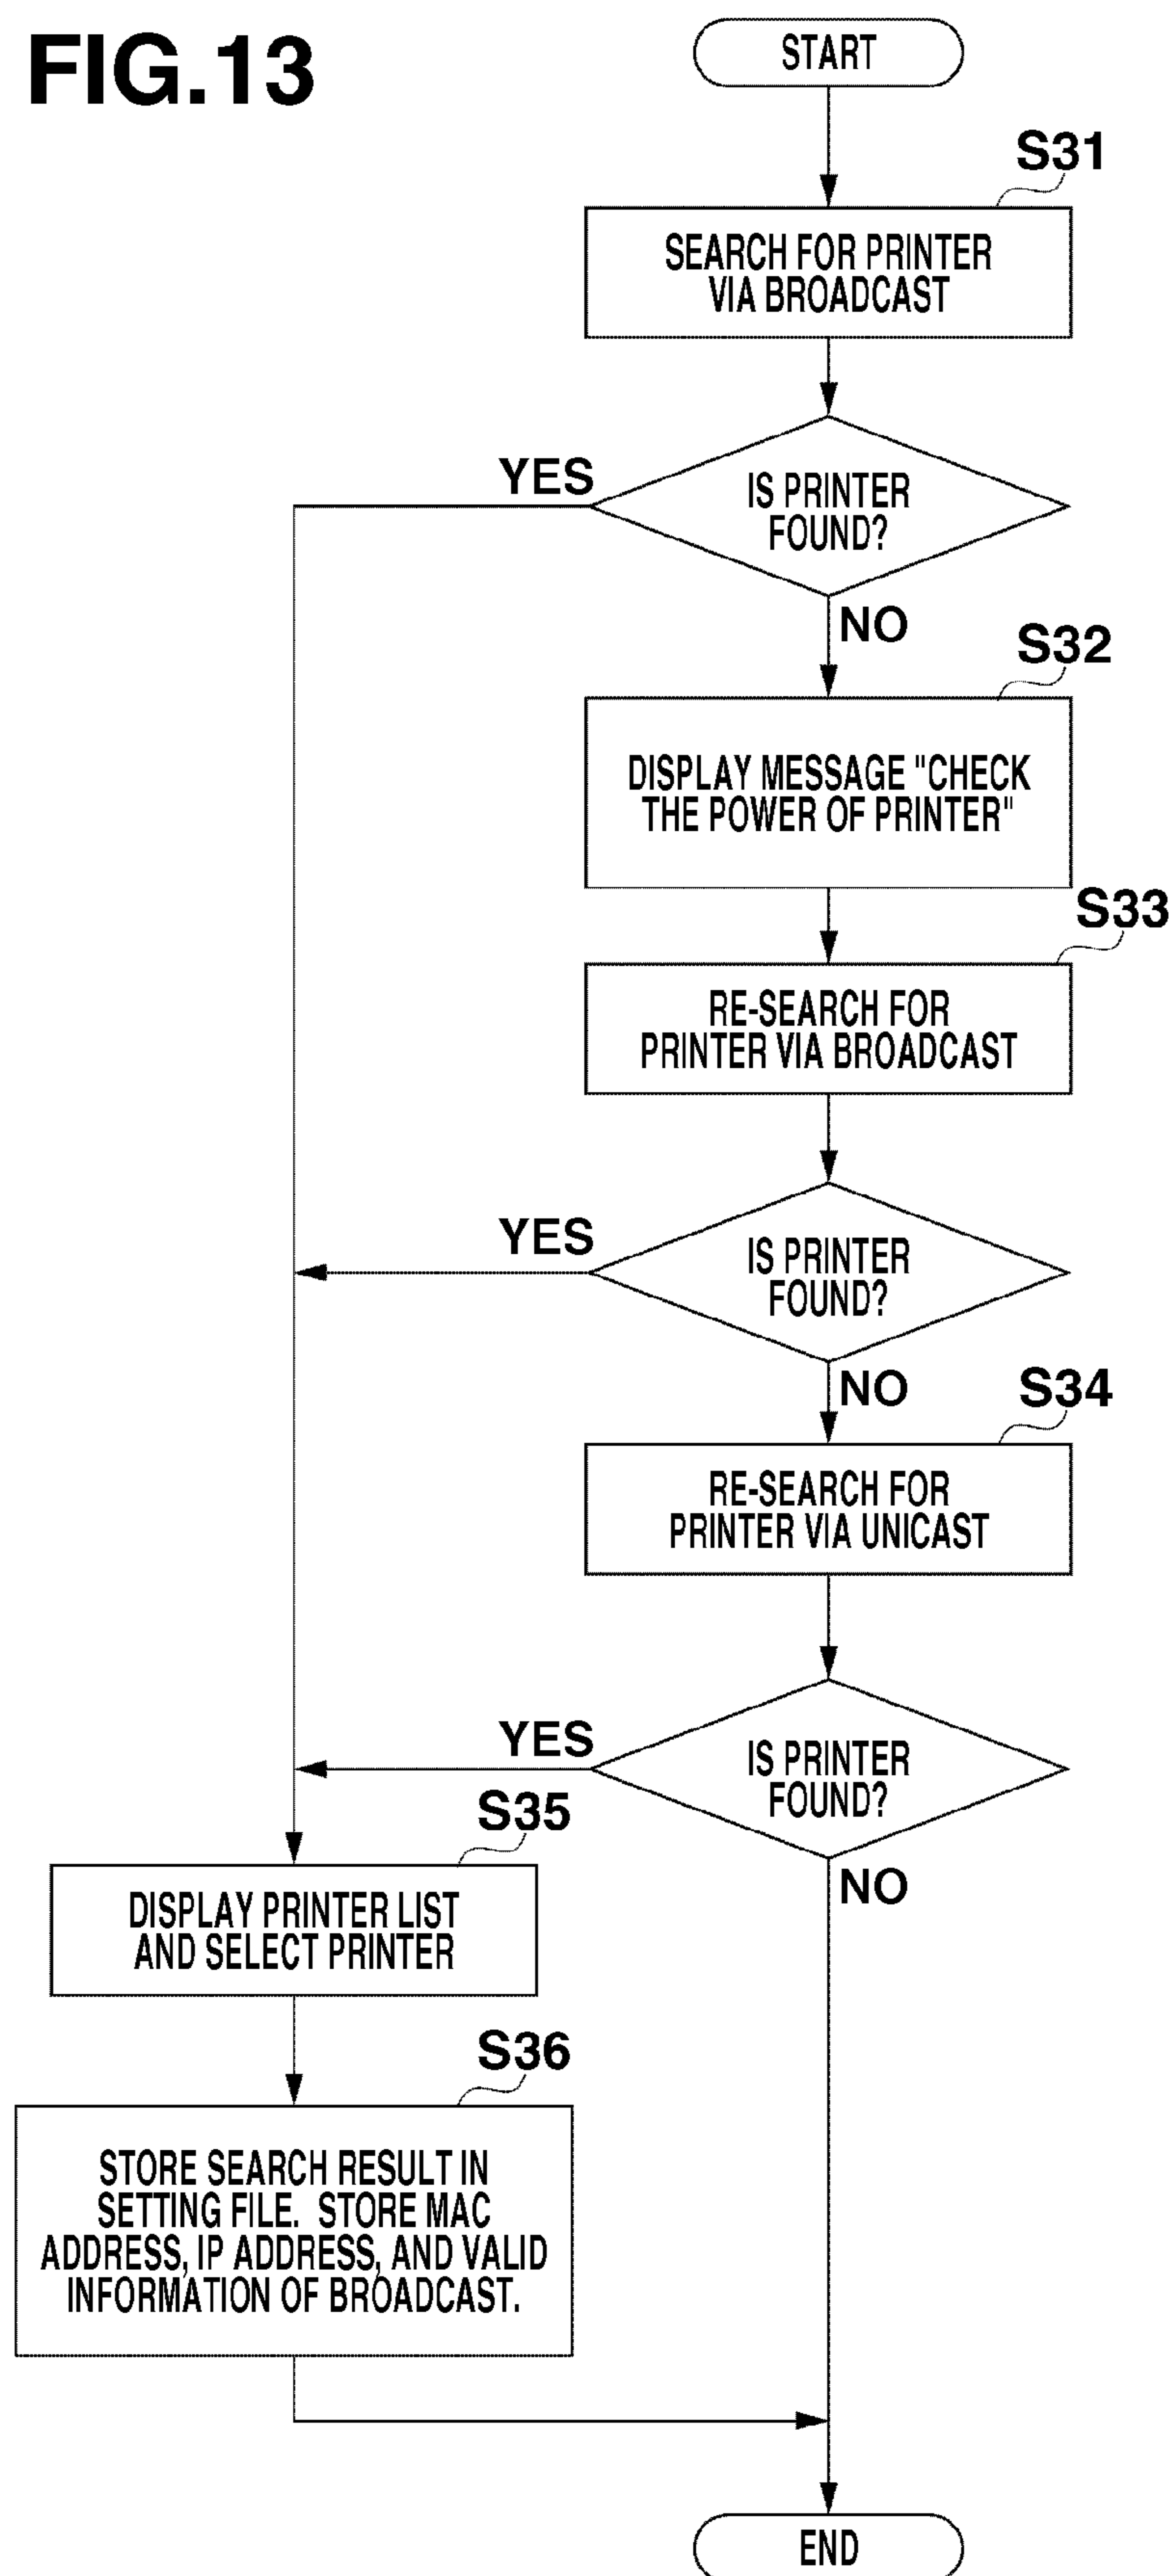 FIG.13
START
S31
SEARCH FOR PRINTER
VIA BROADCAST
YES
IS PRINTER
FOUND?
NO
S32
DISPLAY MESSAGE "CHECK
THE POWER OF PRINTER"
S33
RE-SEARCH FOR
PRINTER VIA BROADCAST
YES
IS PRINTER
FOUND?
NO
S34
RE-SEARCH FOR
PRINTER VIA UNICAST
YES
IS PRINTER
FOUND?
NO
S35
DISPLAY PRINTER LIST
AND SELECT PRINTER
S36
STORE SEARCH RESULT IN
SETTING FILE. STORE MAC
ADDRESS, IP ADDRESS, AND VALID
INFORMATION OF BROADCAST.
END